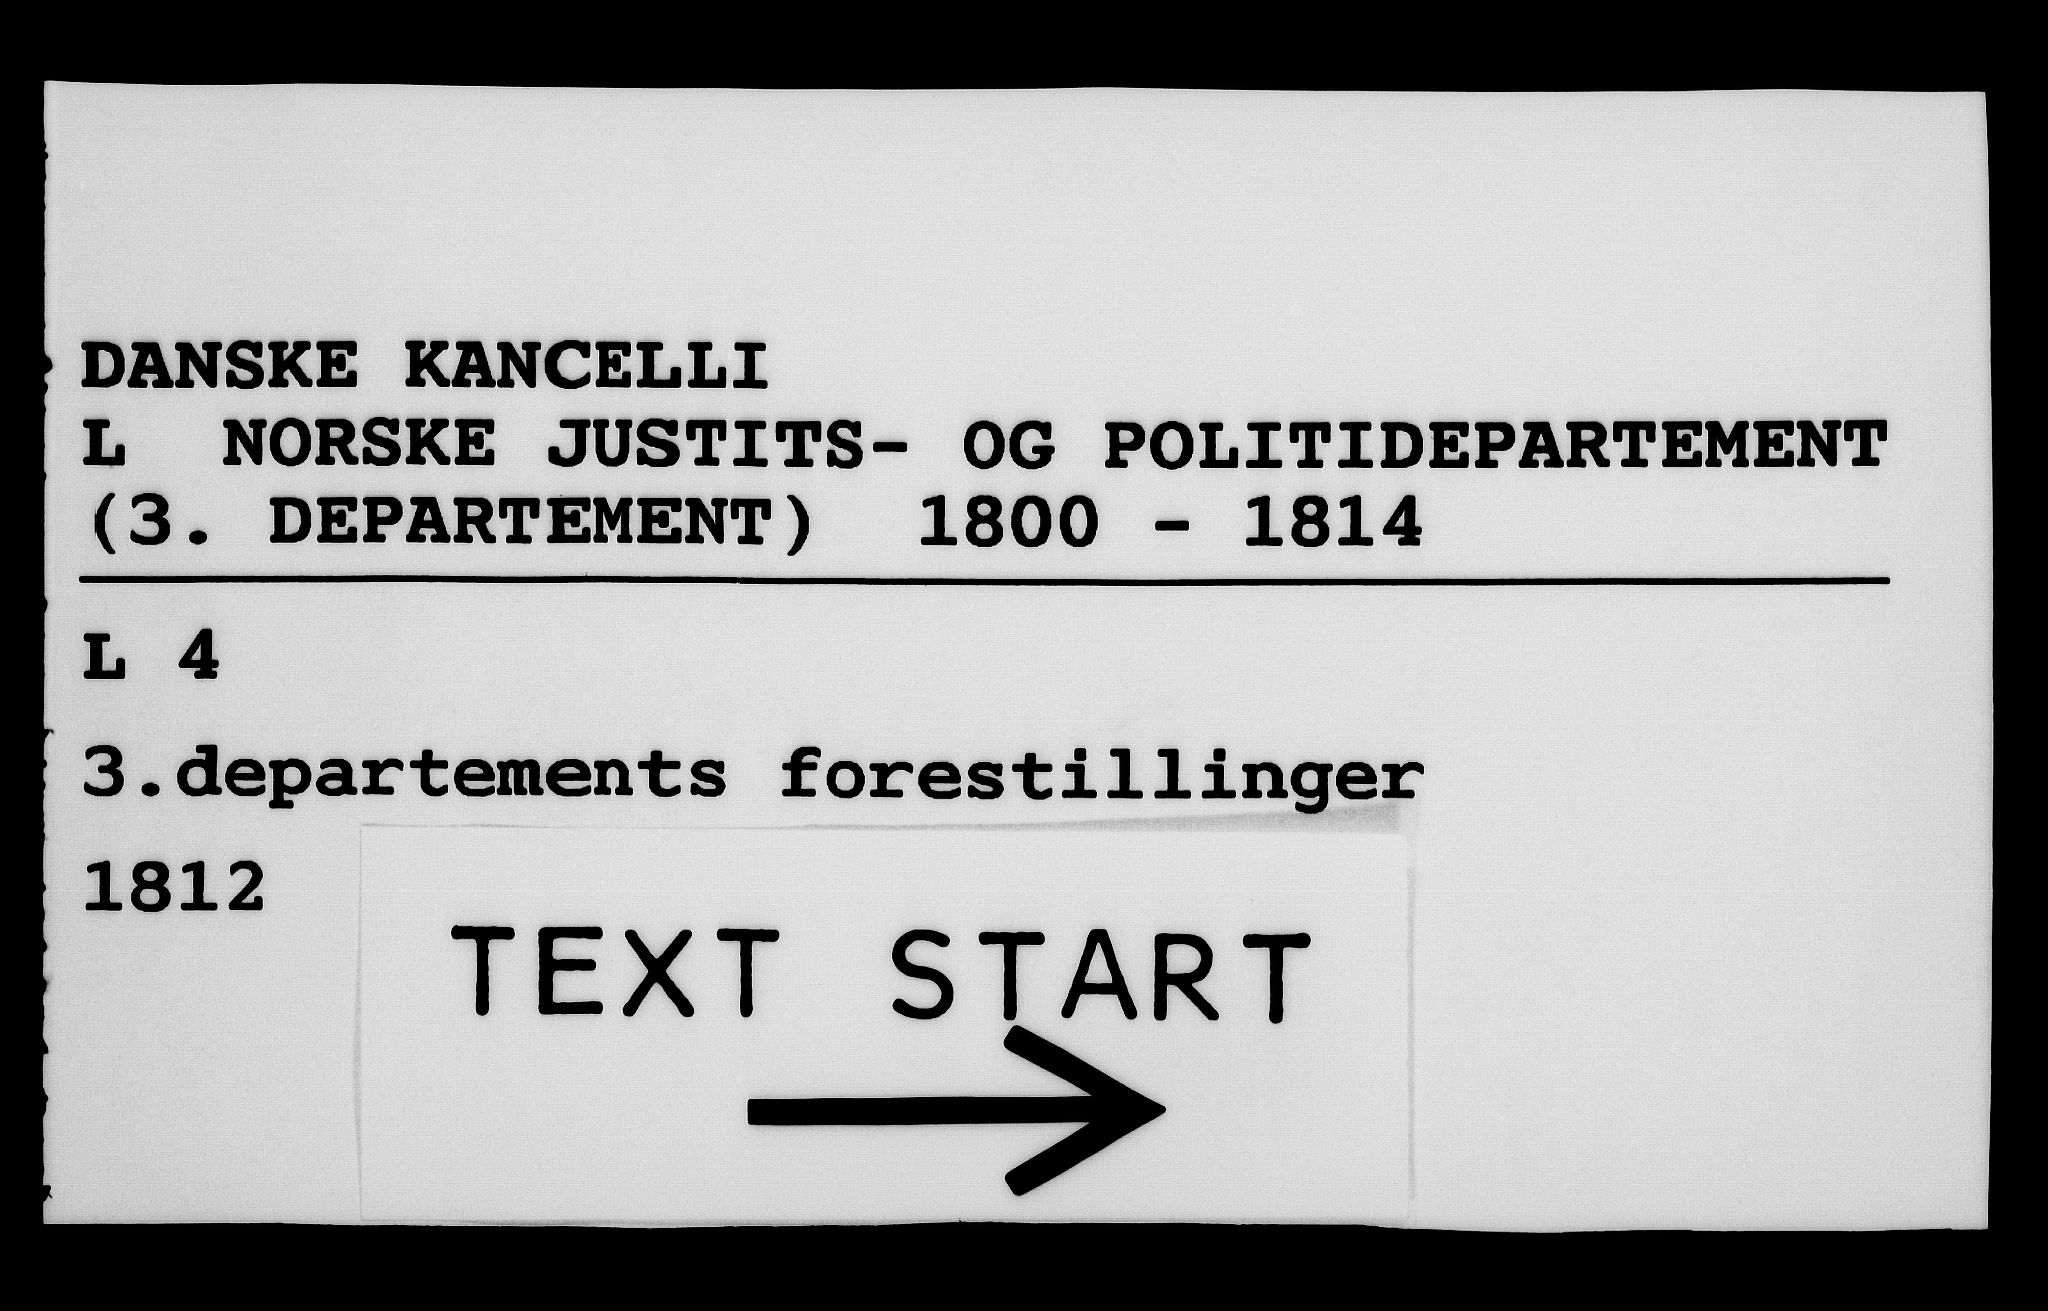 DANSKE KANCELLI
L NORSKE JUSTITS- OG POLITIDEPARTEMENT
(3. DEPARTEMENT) 1800 - 1814
L 4
3.departements forestillinger
1812
TEXT START